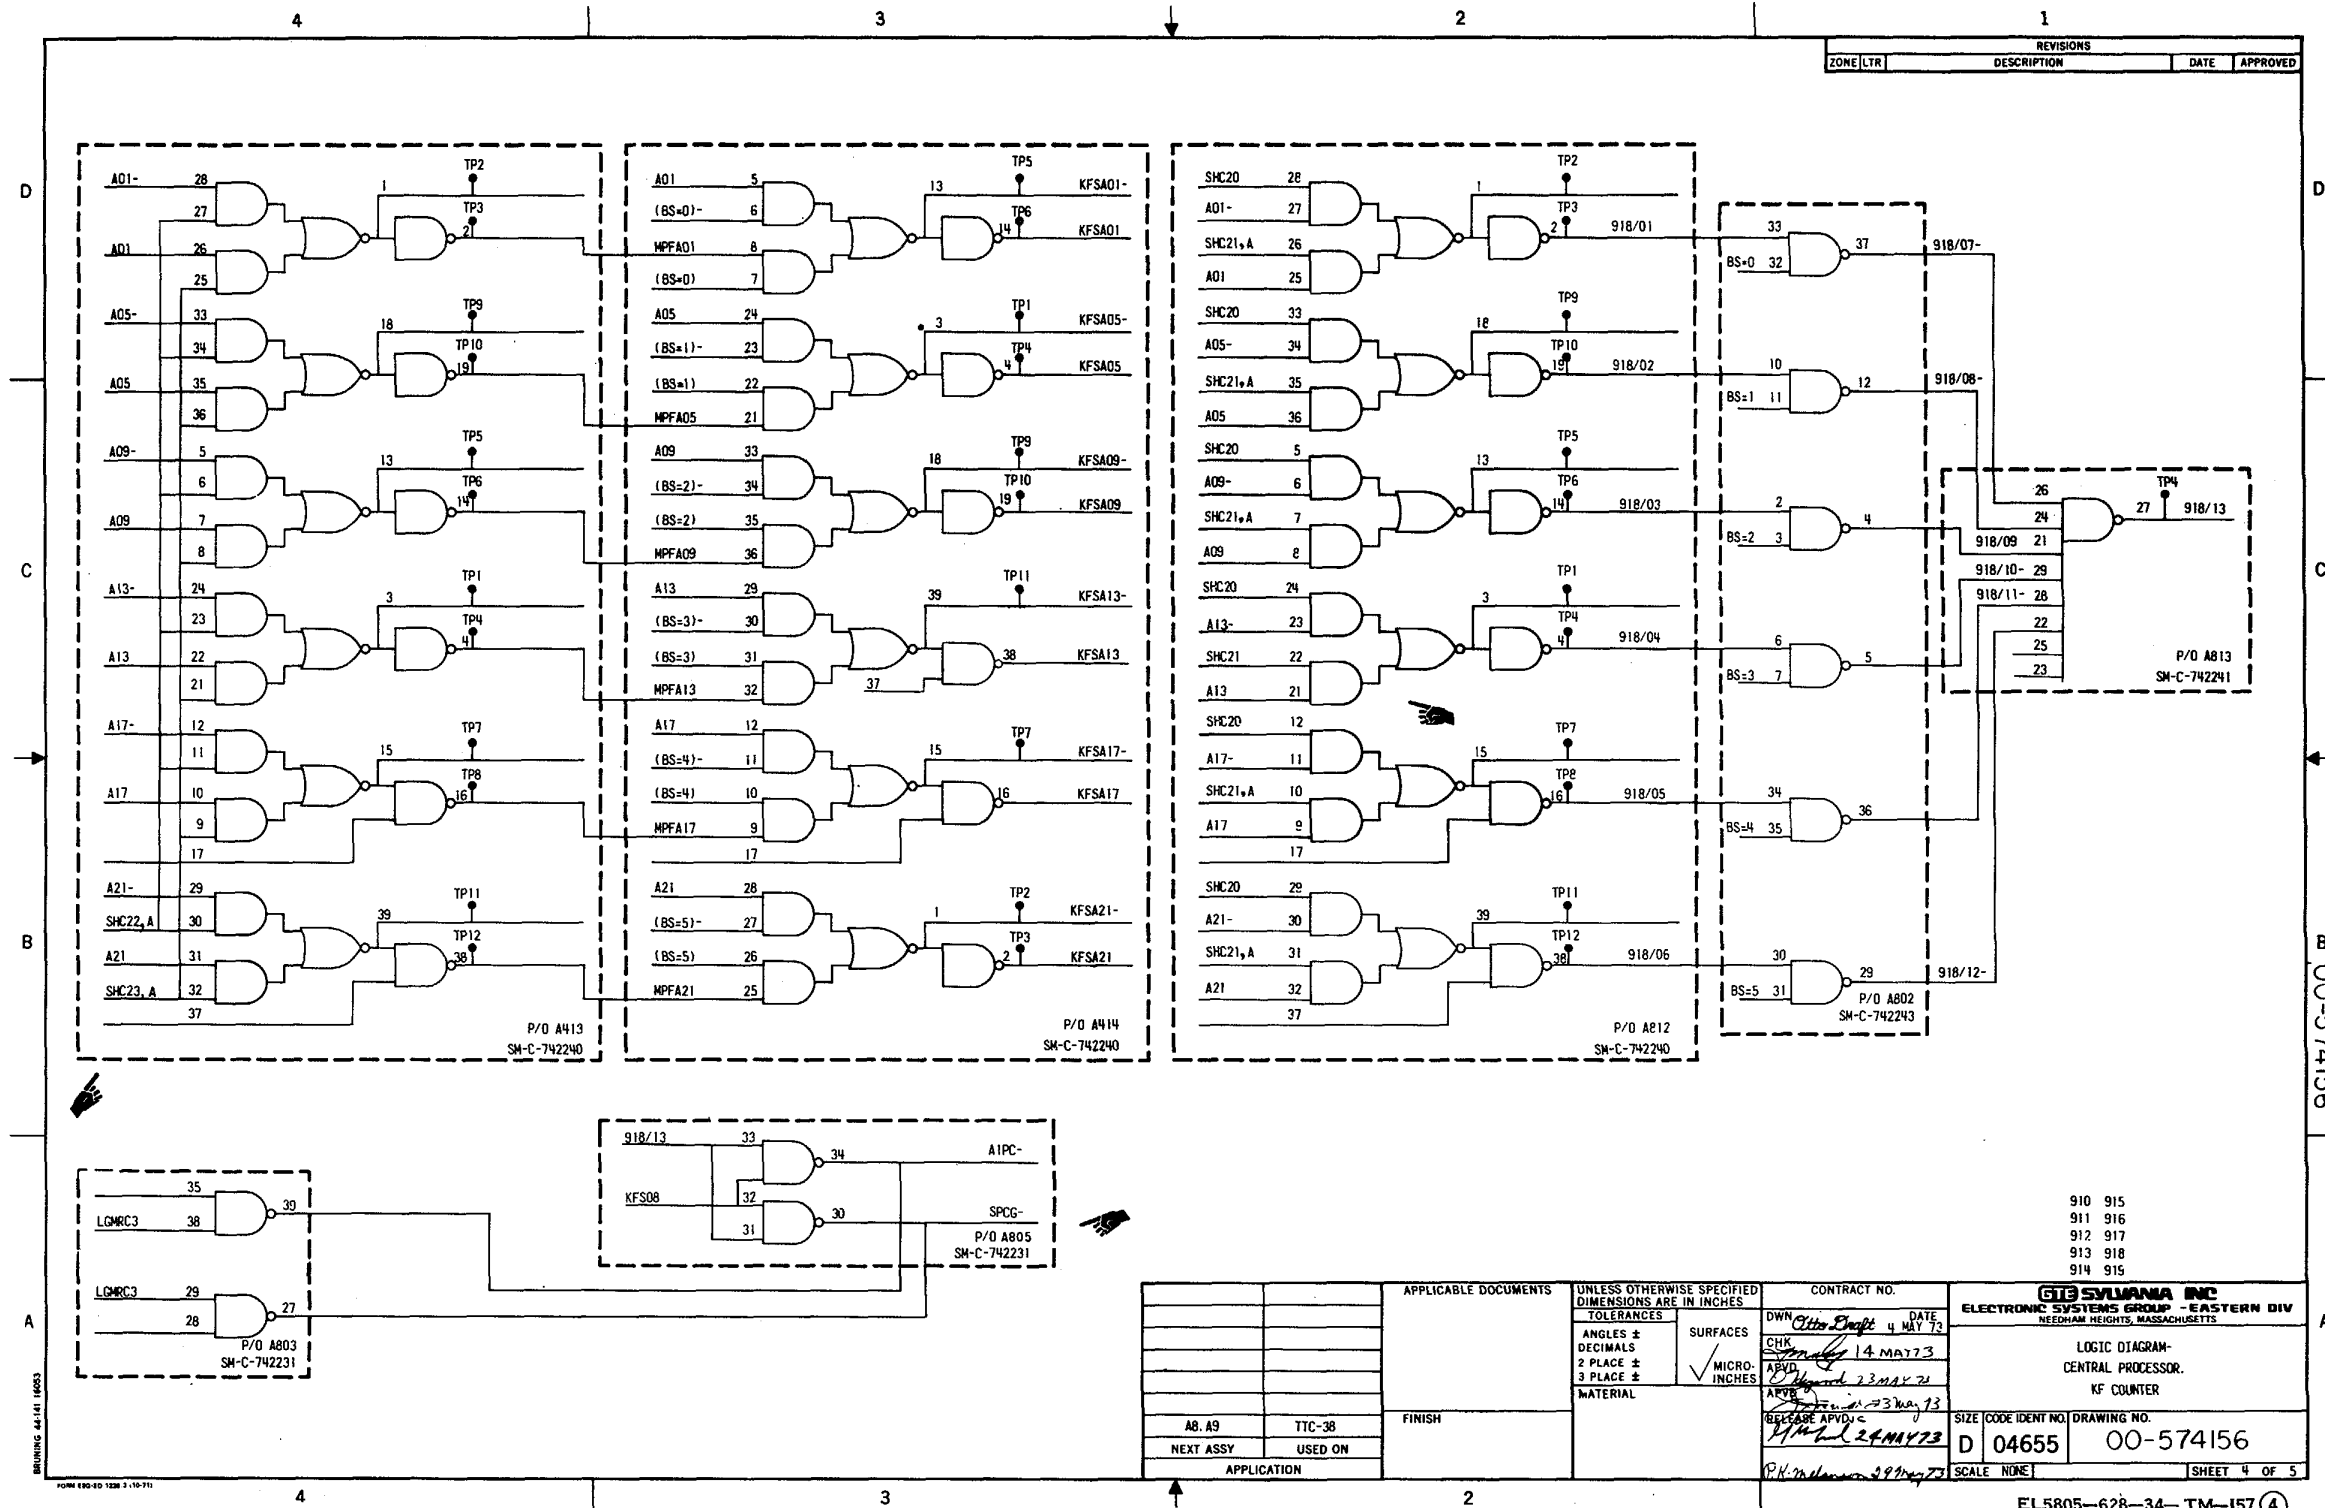 4 3 2 1
REVISIONS
ZONE LTR DESCRIPTION DATE APPROVED
D
C
B
A
A01- 28
27
A01 26
25
1 TP2
TP3
2
A05- 33
34
A05 35
36
18 TP9
TP10
19
A09- 5
6
A09 7
8
13 TP5
TP6
14
A13- 24
23
A13 22
21
3 TP1
TP4
4
A17- 12
11
A17 10
9
17
15 TP7
TP8
16
A21- 29
SHC22,A 30
A21 31
SHC23,A 32
37
39 TP11
TP12
38
P/O A413
SM-C-742240
A01 5
(BS=0)- 6
MPFA01 8
(BS=0) 7
13 TP5 KFSA01-
14 TP6 KFSA01
A05 24
(BS=1)- 23
(BS=1) 22
MPFA05 21
3 TP1 KFSA05-
4 TP4 KFSA05
A09 33
(BS=2)- 34
(BS=2) 35
MPFA09 36
18 TP9 KFSA09-
19 TP10 KFSA09
A13 29
(BS=3)- 30
(BS=3) 31
MPFA13 32
37
39 TP11 KFSA13-
38 KFSA13
A17 12
(BS=4)- 11
(BS=4) 10
MPFA17 9
17
15 TP7 KFSA17-
16 KFSA17
A21 28
(BS=5)- 27
(BS=5) 26
MPFA21 25
1 TP2 KFSA21-
2 TP3 KFSA21
P/O A414
SM-C-742240
SHC20 28
A01- 27
SHC21,A 26
A01 25
1 TP2
2 TP3 918/01
SHC20 33
A05- 34
SHC21,A 35
A05 36
18 TP9
19 TP10 918/02
SHC20 5
A09- 6
SHC21,A 7
A09 8
13 TP5
14 TP6 918/03
SHC20 24
A13- 23
SHC21 22
A13 21
3 TP1
4 TP4 918/04
SHC20 12
A17- 11
SHC21,A 10
A17 9
17
15 TP7
16 TP8 918/05
SHC20 29
A21- 30
SHC21,A 31
A21 32
37
39 TP11
38 TP12 918/06
P/O A812
SM-C-742240
33
BS=0 32
37 918/07-
10
BS=1 11
12 918/08-
2
BS=2 3
4
6
BS=3 7
5
34
BS=4 35
36
30
BS=5 31
29 918/12-
P/O A802
SM-C-742243
26
24
918/09 21
918/10- 29
918/11- 28
22
25
23
27 TP4 918/13
P/O A813
SM-C-742241
918/13 33
34 A1PC-
KFS08 32
31
30 SPCG-
P/O A805
SM-C-742231
35
LGMRC3 38
39
LGMRC3 29
28
27
P/O A803
SM-C-742231
910 915
911 916
912 917
913 918
914 919
A8. A9 TTC-38
NEXT ASSY USED ON
APPLICATION
APPLICABLE DOCUMENTS
FINISH
UNLESS OTHERWISE SPECIFIED
DIMENSIONS ARE IN INCHES
TOLERANCES
ANGLES ±
DECIMALS
2 PLACE ±
3 PLACE ±
SURFACES
MICRO-
INCHES
MATERIAL
CONTRACT NO.
DWN Otto Draft DATE 4 MAY 73
CHK 14 MAY 73
APVD 23 MAY 73
APVD 23 May 73
RELEASE APVD 24 MAY 73
29 May 73
GTE SYLVANIA INC
ELECTRONIC SYSTEMS GROUP - EASTERN DIV
NEEDHAM HEIGHTS, MASSACHUSETTS
LOGIC DIAGRAM-
CENTRAL PROCESSOR.
KF COUNTER
SIZE CODE IDENT NO. DRAWING NO.
D 04655 00-574156
SCALE NONE SHEET 4 OF 5
BRUNING 44-141 16053
4 3 2
EL5805-628-34-TM-157 4